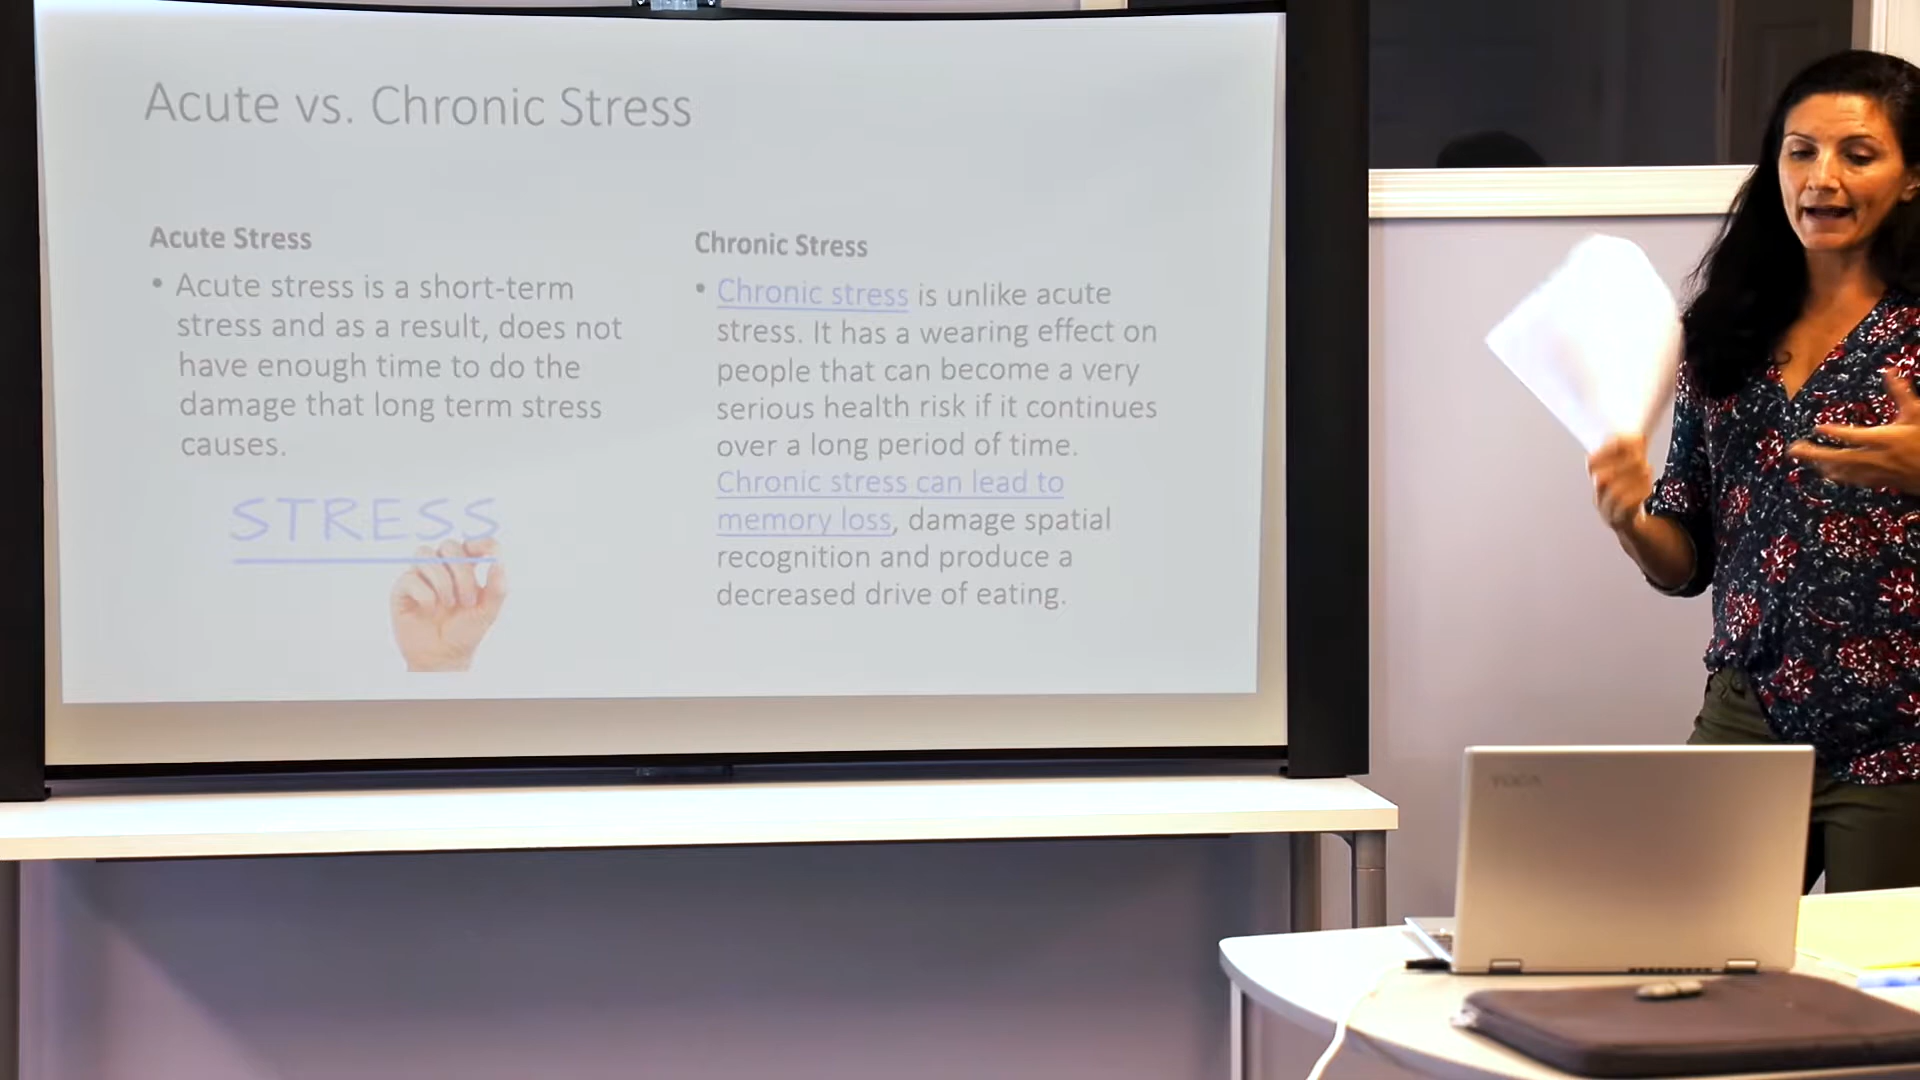 Acute vs. Chronic Stress
Acute Stress
• Acute stress is a short-term
stress and as a result, does not
have enough time to do the
damage that long term stress
causes.
STRESS
Chronic Stress
• Chronic stress is unlike acute
stress. It has a wearing effect on
people that can become a very
serious health risk if it continues
over a long period of time.
Chronic stress can lead to
memory loss, damage spatial
recognition and produce a
decreased drive of eating.
YOGA